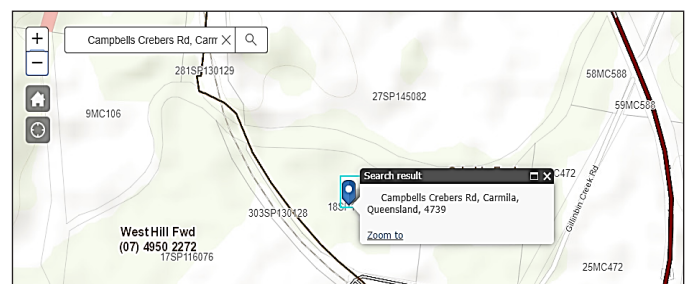 +
Campbells Crebers Rd, Carm
−
281SP130129
58MC588
27SP145082
59MC588
9MC106
Search result
C472
Campbells Crebers Rd, Carmila,
Queensland, 4739
Zoom to
303SP130128
Gillinbin Creek Rd
West Hill Fwd
(07) 4950 2272
17SP116076
25MC472